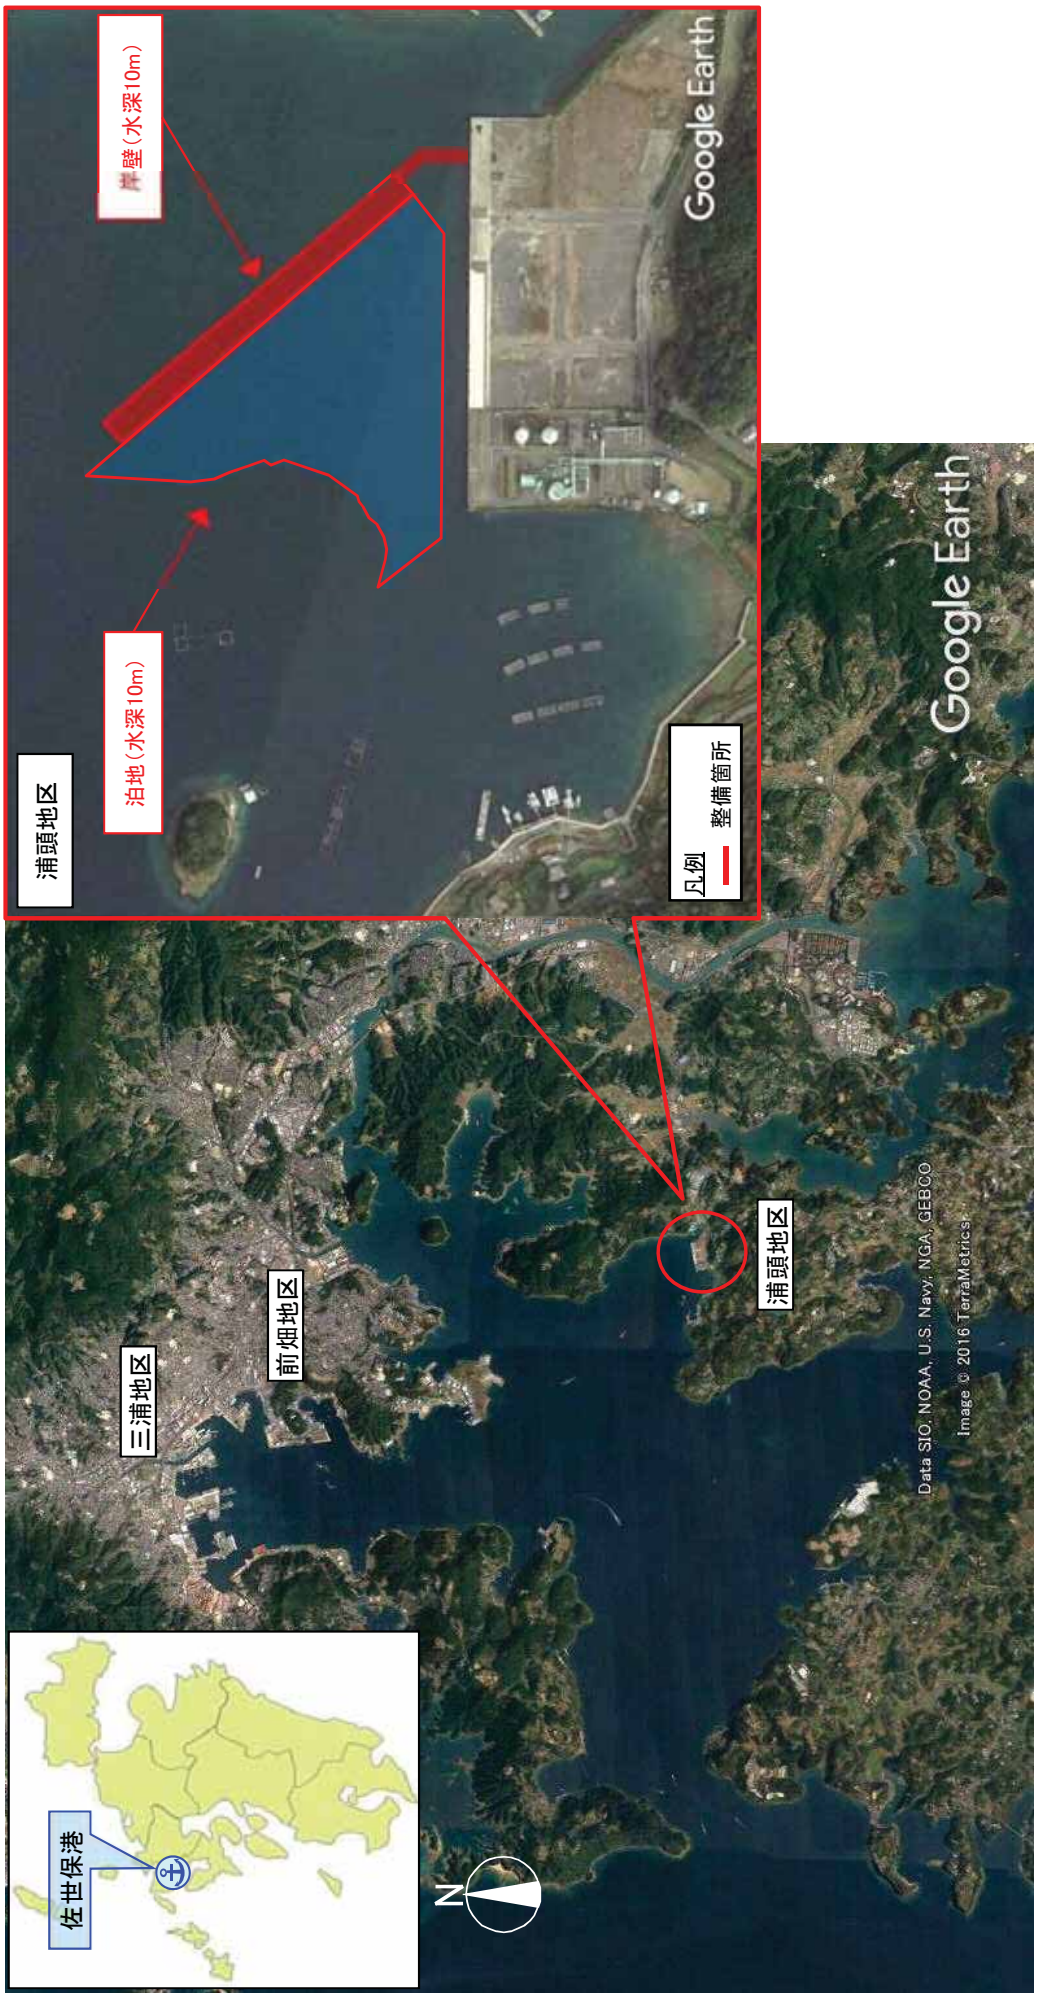 佐世保港
N
三浦地区
前畑地区
浦頭地区
Data SIO, NOAA, U.S. Navy, NGA, GEBCO
Image © 2016 TerraMetrics
Google Earth
浦頭地区
泊地(水深10m)
岸壁(水深10m)
凡例
整備箇所
Google Earth